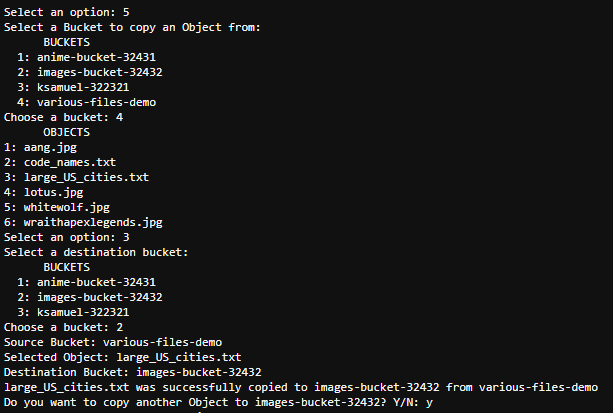 Select an option: 5
Select a Bucket to copy an Object from:
      BUCKETS
  1: anime-bucket-32431
  2: images-bucket-32432
  3: ksamuel-322321
  4: various-files-demo
Choose a bucket: 4
      OBJECTS
1: aang.jpg
2: code_names.txt
3: large_US_cities.txt
4: lotus.jpg
5: whitewolf.jpg
6: wraithapexlegends.jpg
Select an option: 3
Select a destination bucket:
      BUCKETS
  1: anime-bucket-32431
  2: images-bucket-32432
  3: ksamuel-322321
Choose a bucket: 2
Source Bucket: various-files-demo
Selected Object: large_US_cities.txt
Destination Bucket: images-bucket-32432
large_US_cities.txt was successfully copied to images-bucket-32432 from various-files-demo
Do you want to copy another Object to images-bucket-32432? Y/N: y